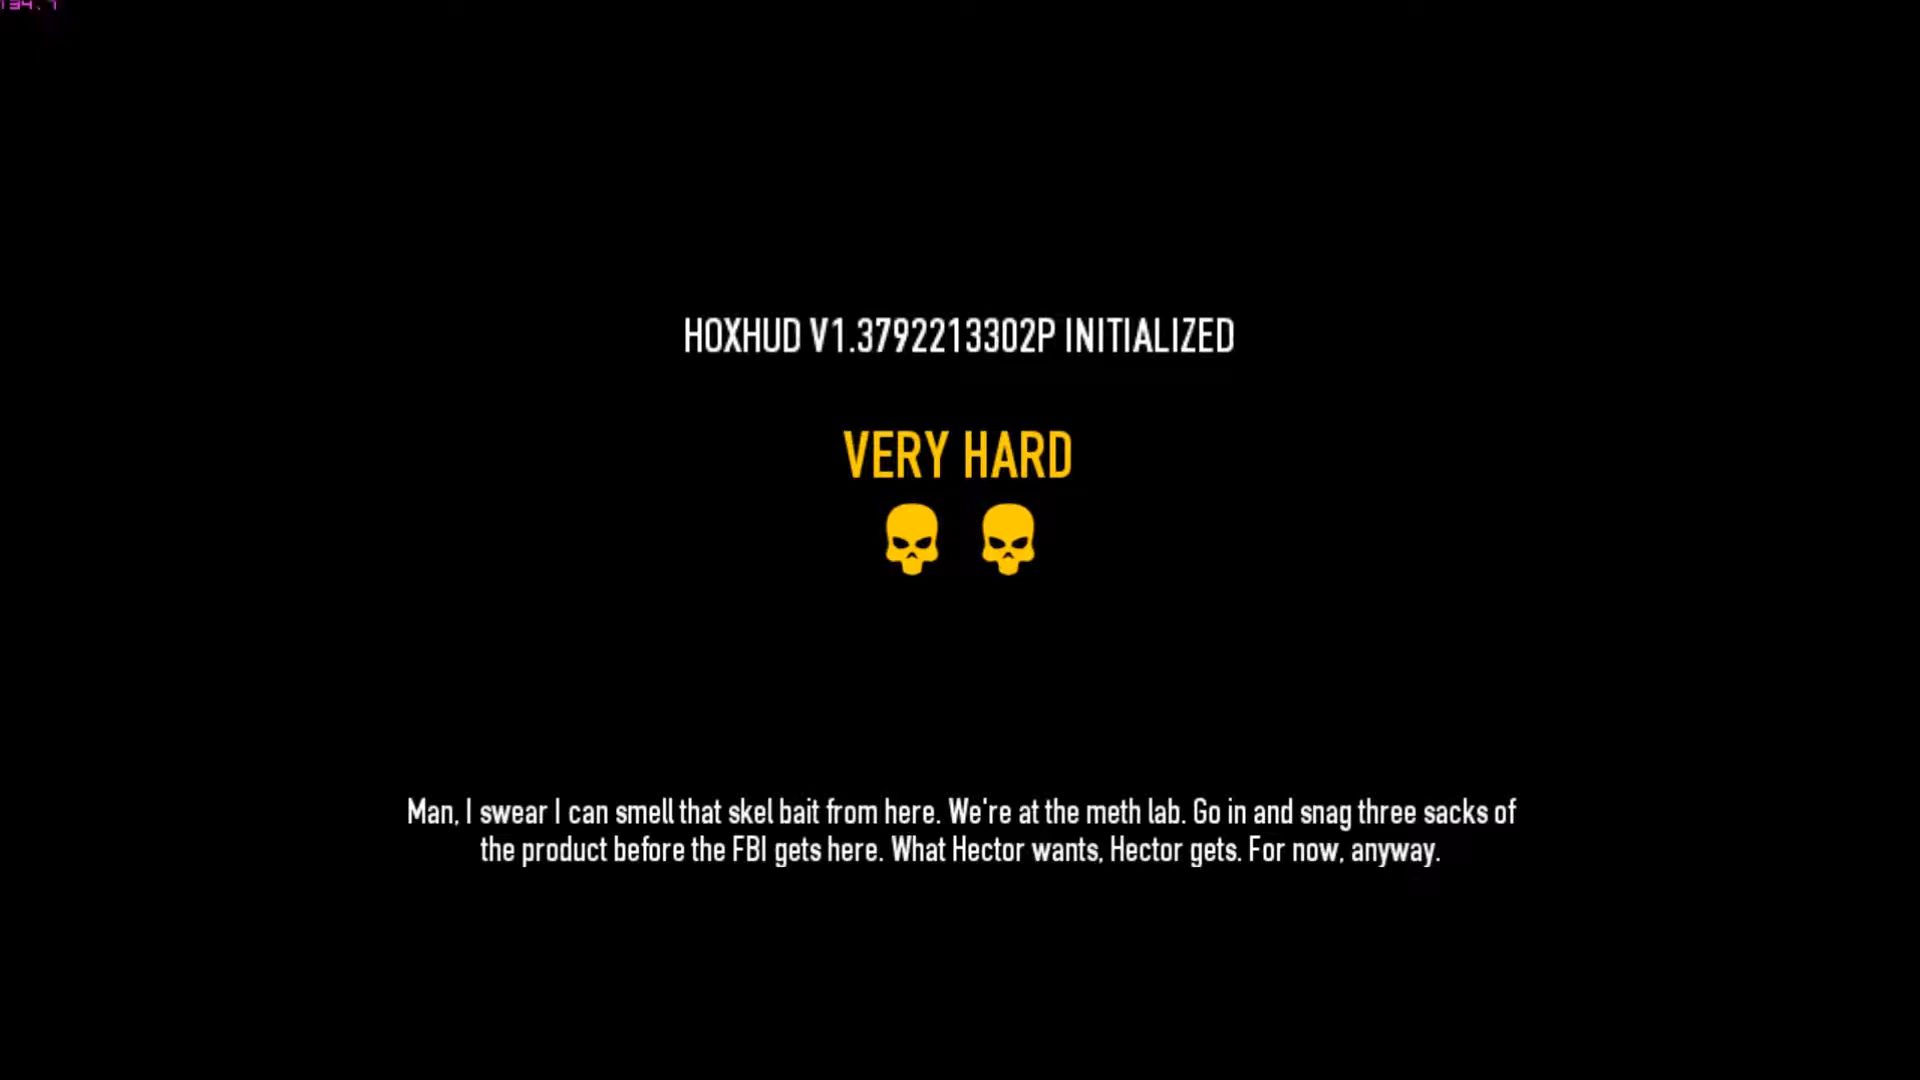 HOXHUD V1.3792213302P INITIALIZED
VERY HARD
Man, I swear I can smell that skel bait from here. We're at the meth lab. Go in and snag three sacks of
the product before the FBI gets here. What Hector wants, Hector gets. For now, anyway.